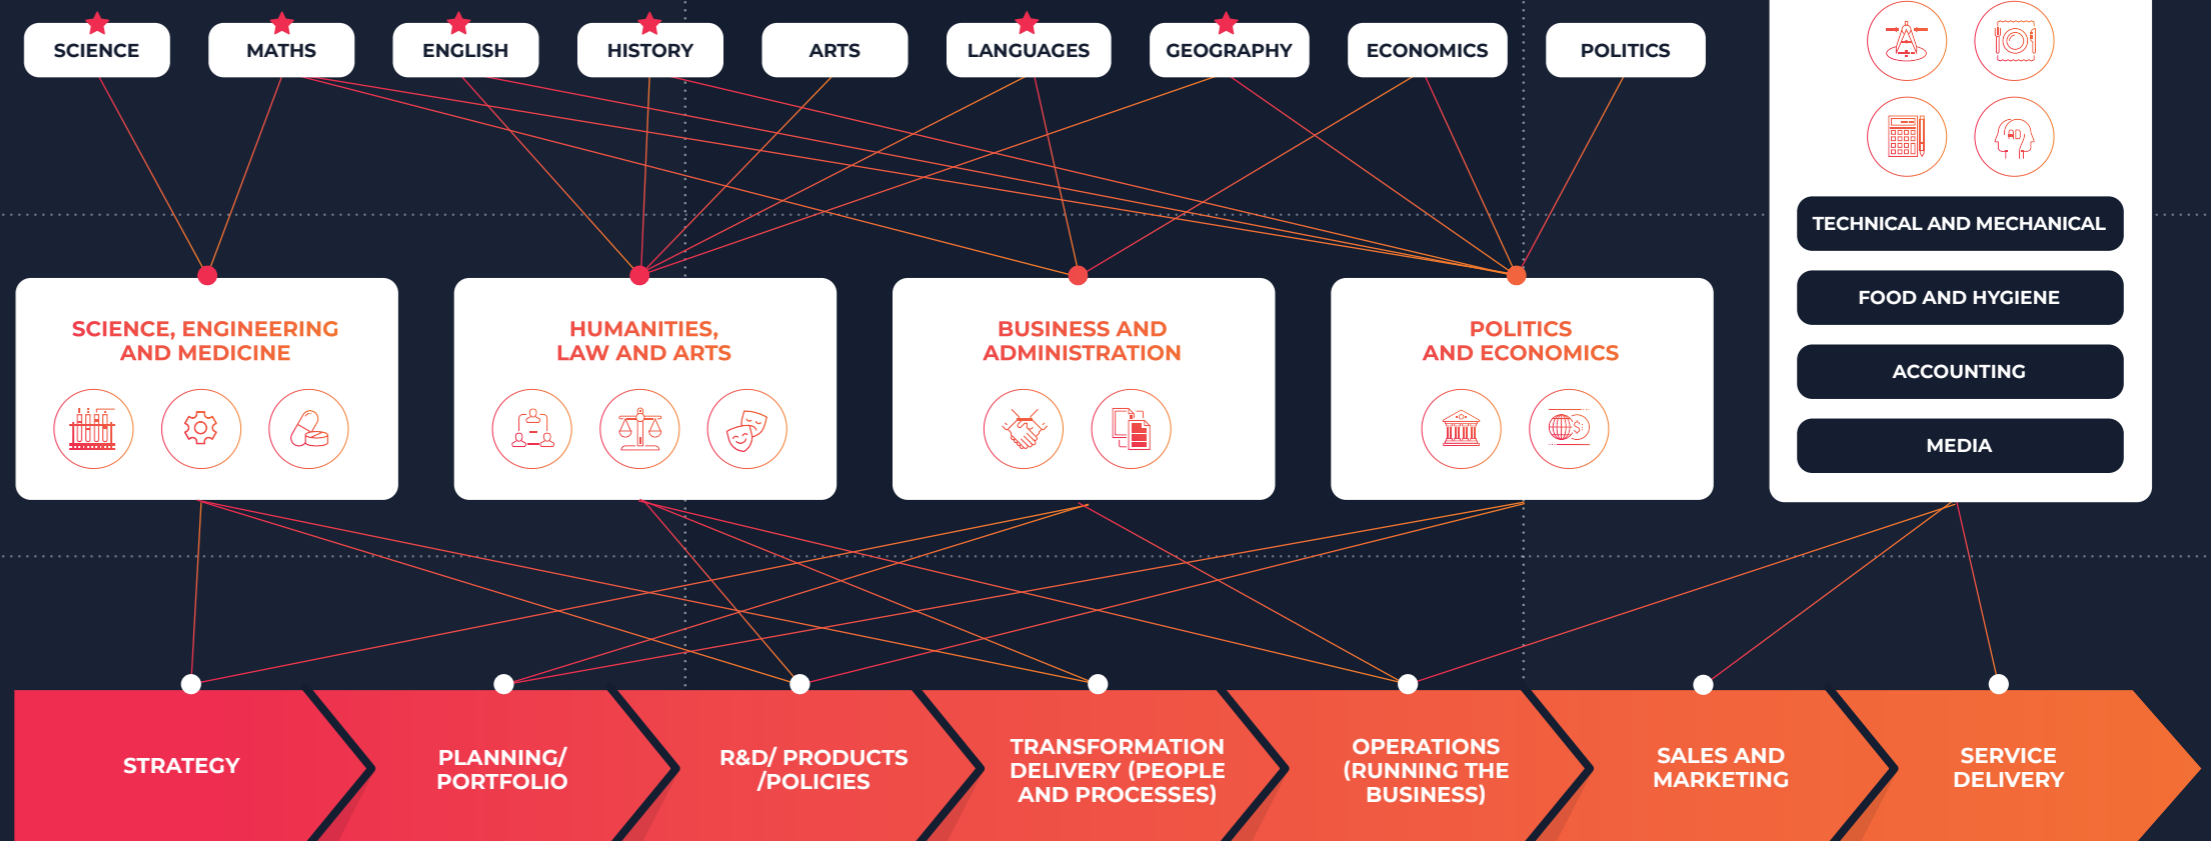 SCIENCE
MATHS
ENGLISH
HISTORY
ARTS
LANGUAGES
GEOGRAPHY
ECONOMICS
POLITICS
AD
TECHNICAL AND MECHANICAL
FOOD AND HYGIENE
ACCOUNTING
MEDIA
SCIENCE, ENGINEERING
AND MEDICINE
HUMANITIES,
LAW AND ARTS
BUSINESS AND
ADMINISTRATION
POLITICS
AND ECONOMICS
$
STRATEGY
PLANNING/
PORTFOLIO
R&D/ PRODUCTS
/POLICIES
TRANSFORMATION
DELIVERY (PEOPLE
AND PROCESSES)
OPERATIONS
(RUNNING THE
BUSINESS)
SALES AND
MARKETING
SERVICE
DELIVERY